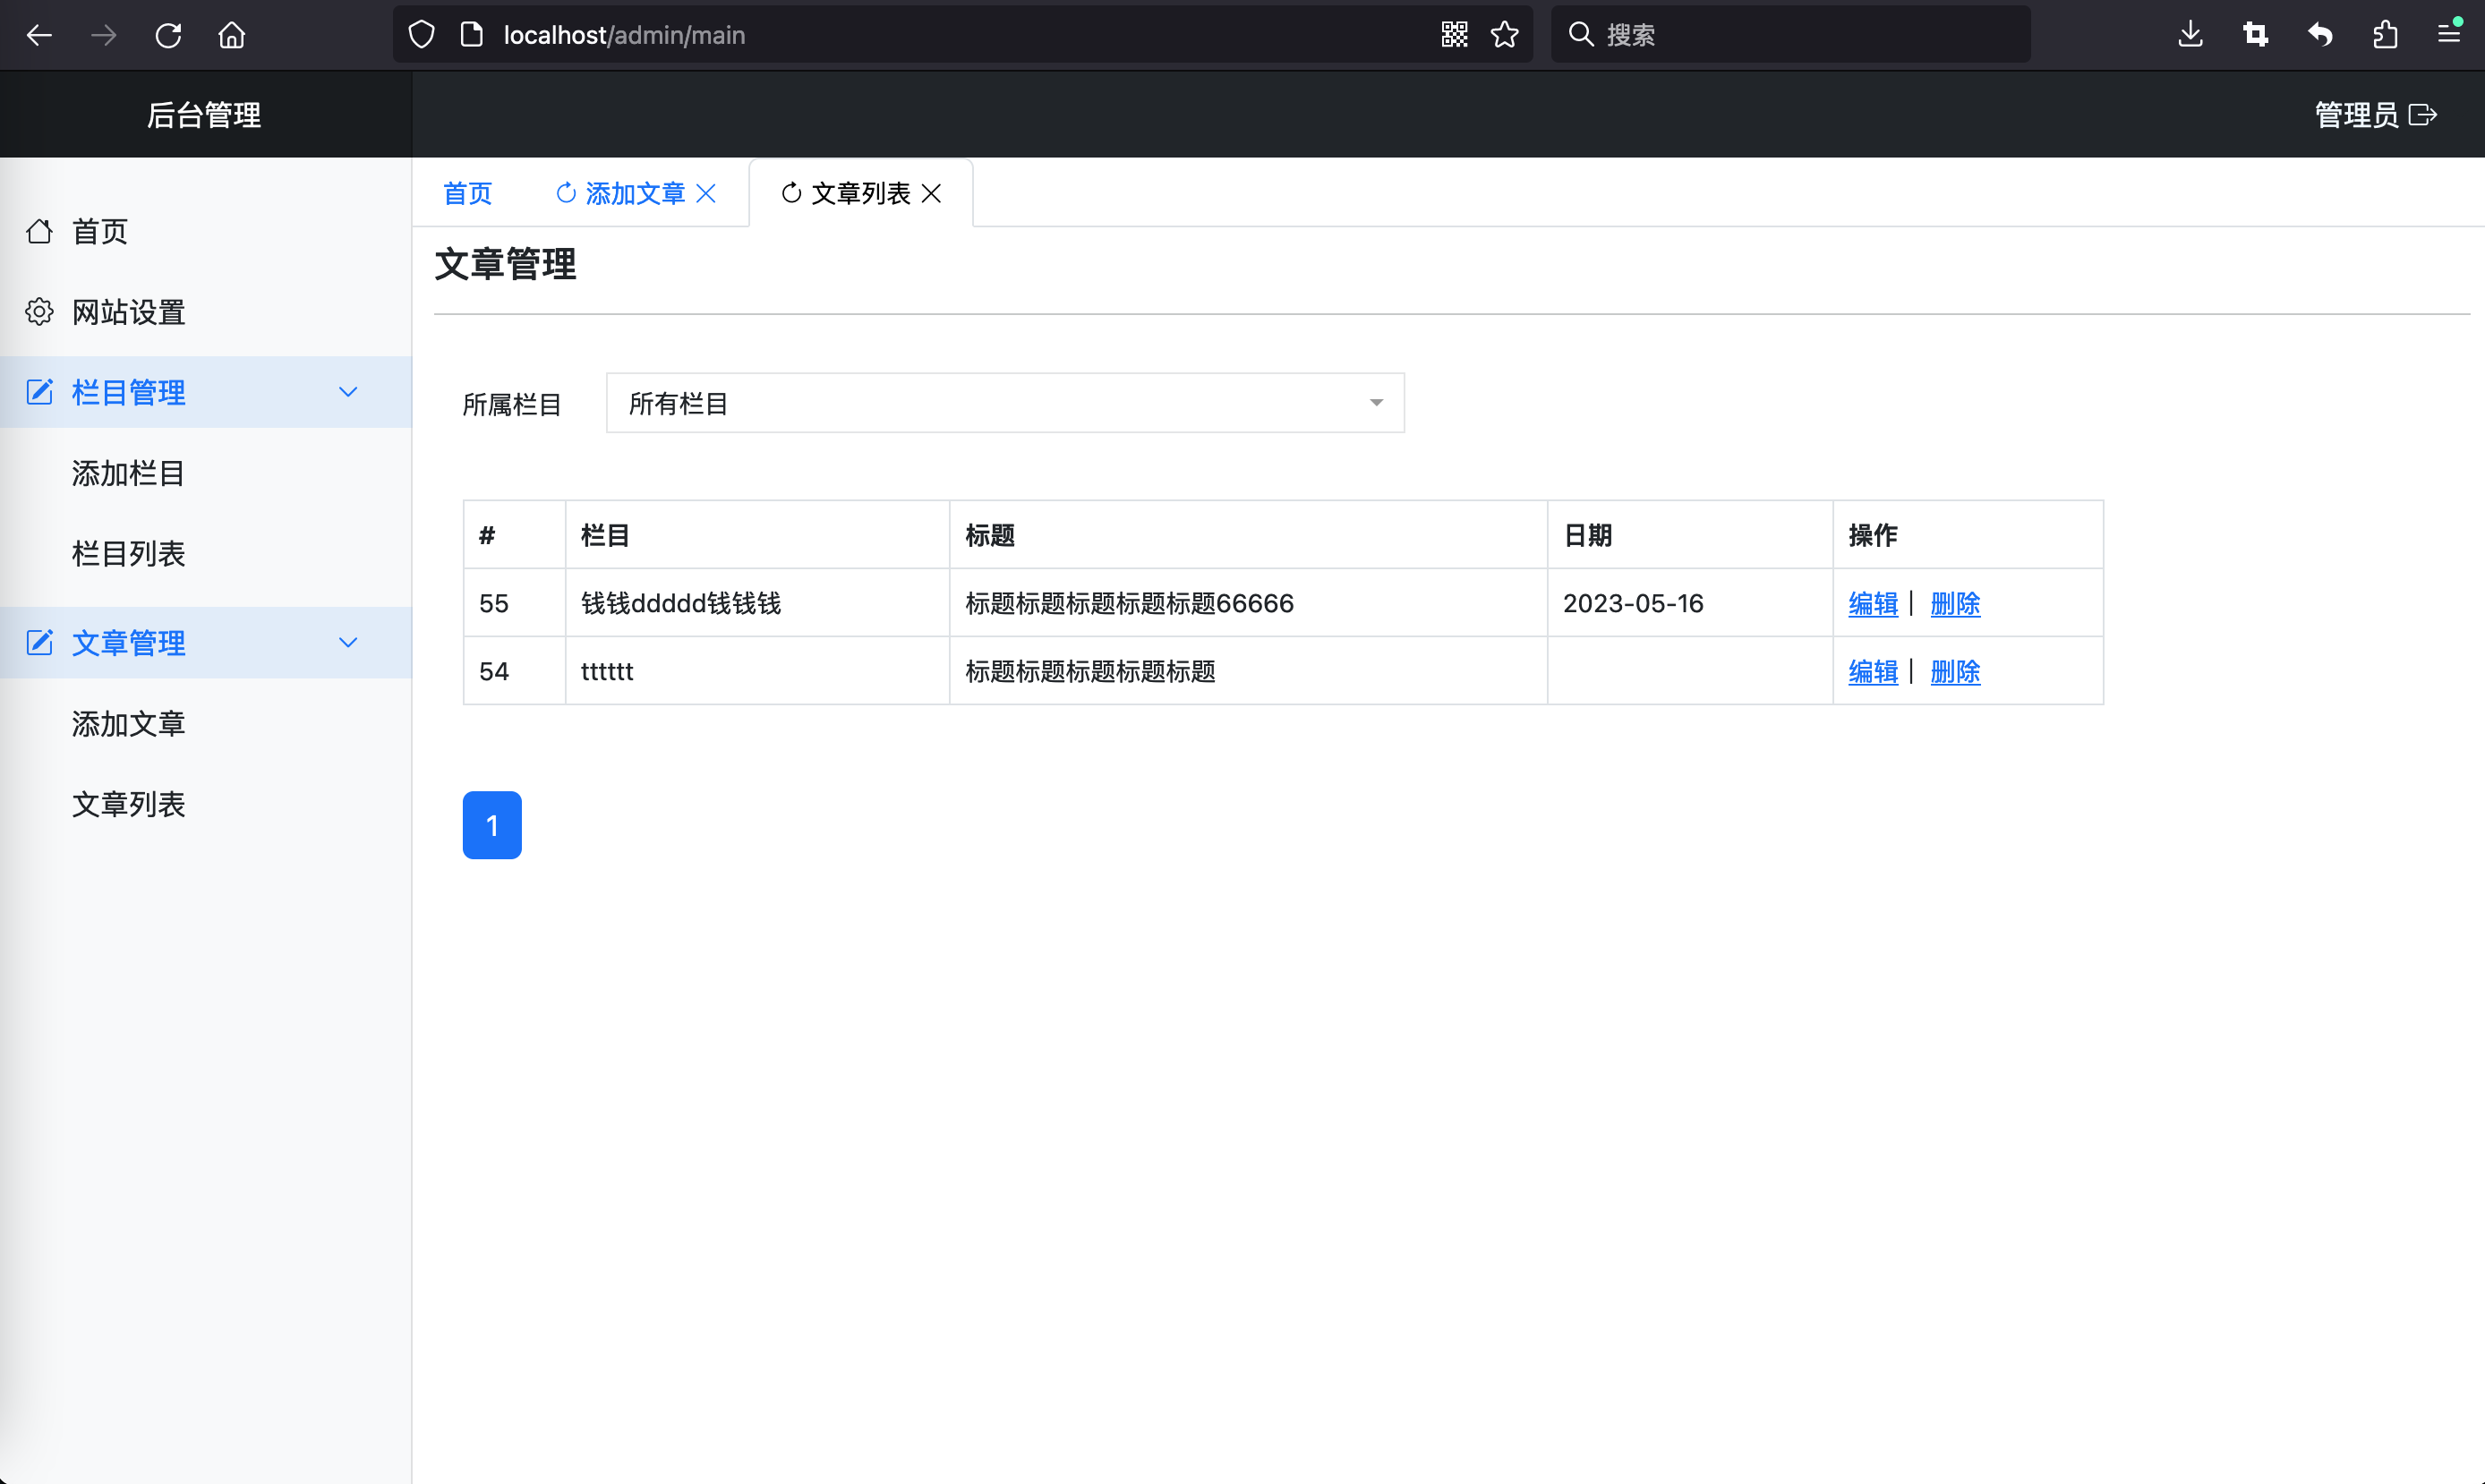 localhost/admin/main
搜索
后台管理
管理员
首页
网站设置
栏目管理
添加栏目
栏目列表
文章管理
添加文章
文章列表
首页 添加文章 文章列表
文章管理
所属栏目 所有栏目
# 栏目 标题 日期 操作
55 钱钱ddddd钱钱钱 标题标题标题标题标题66666 2023-05-16 编辑 | 删除
54 tttttt 标题标题标题标题标题 编辑 | 删除
1